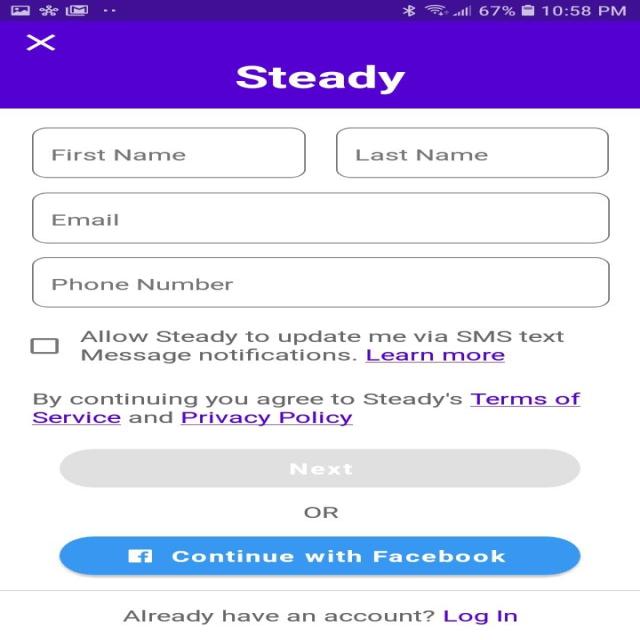 67% 10:58 PM
Steady
First Name
Last Name
Email
Phone Number
Allow Steady to update me via SMS text
Message notifications. Learn more
By continuing you agree to Steady's Terms of
Service and Privacy Policy
Next
OR
Continue with Facebook
Already have an account? Log In